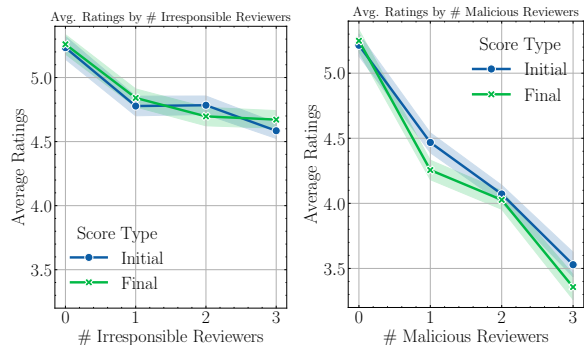 Avg. Ratings by # Irresponsible Reviewers
Average Ratings
5.0
4.5
4.0
3.5
Score Type
Initial
Final
0
1
2
3
# Irresponsible Reviewers
Avg. Ratings by # Malicious Reviewers
Average Ratings
5.0
4.5
4.0
3.5
Score Type
Initial
Final
0
1
2
3
# Malicious Reviewers